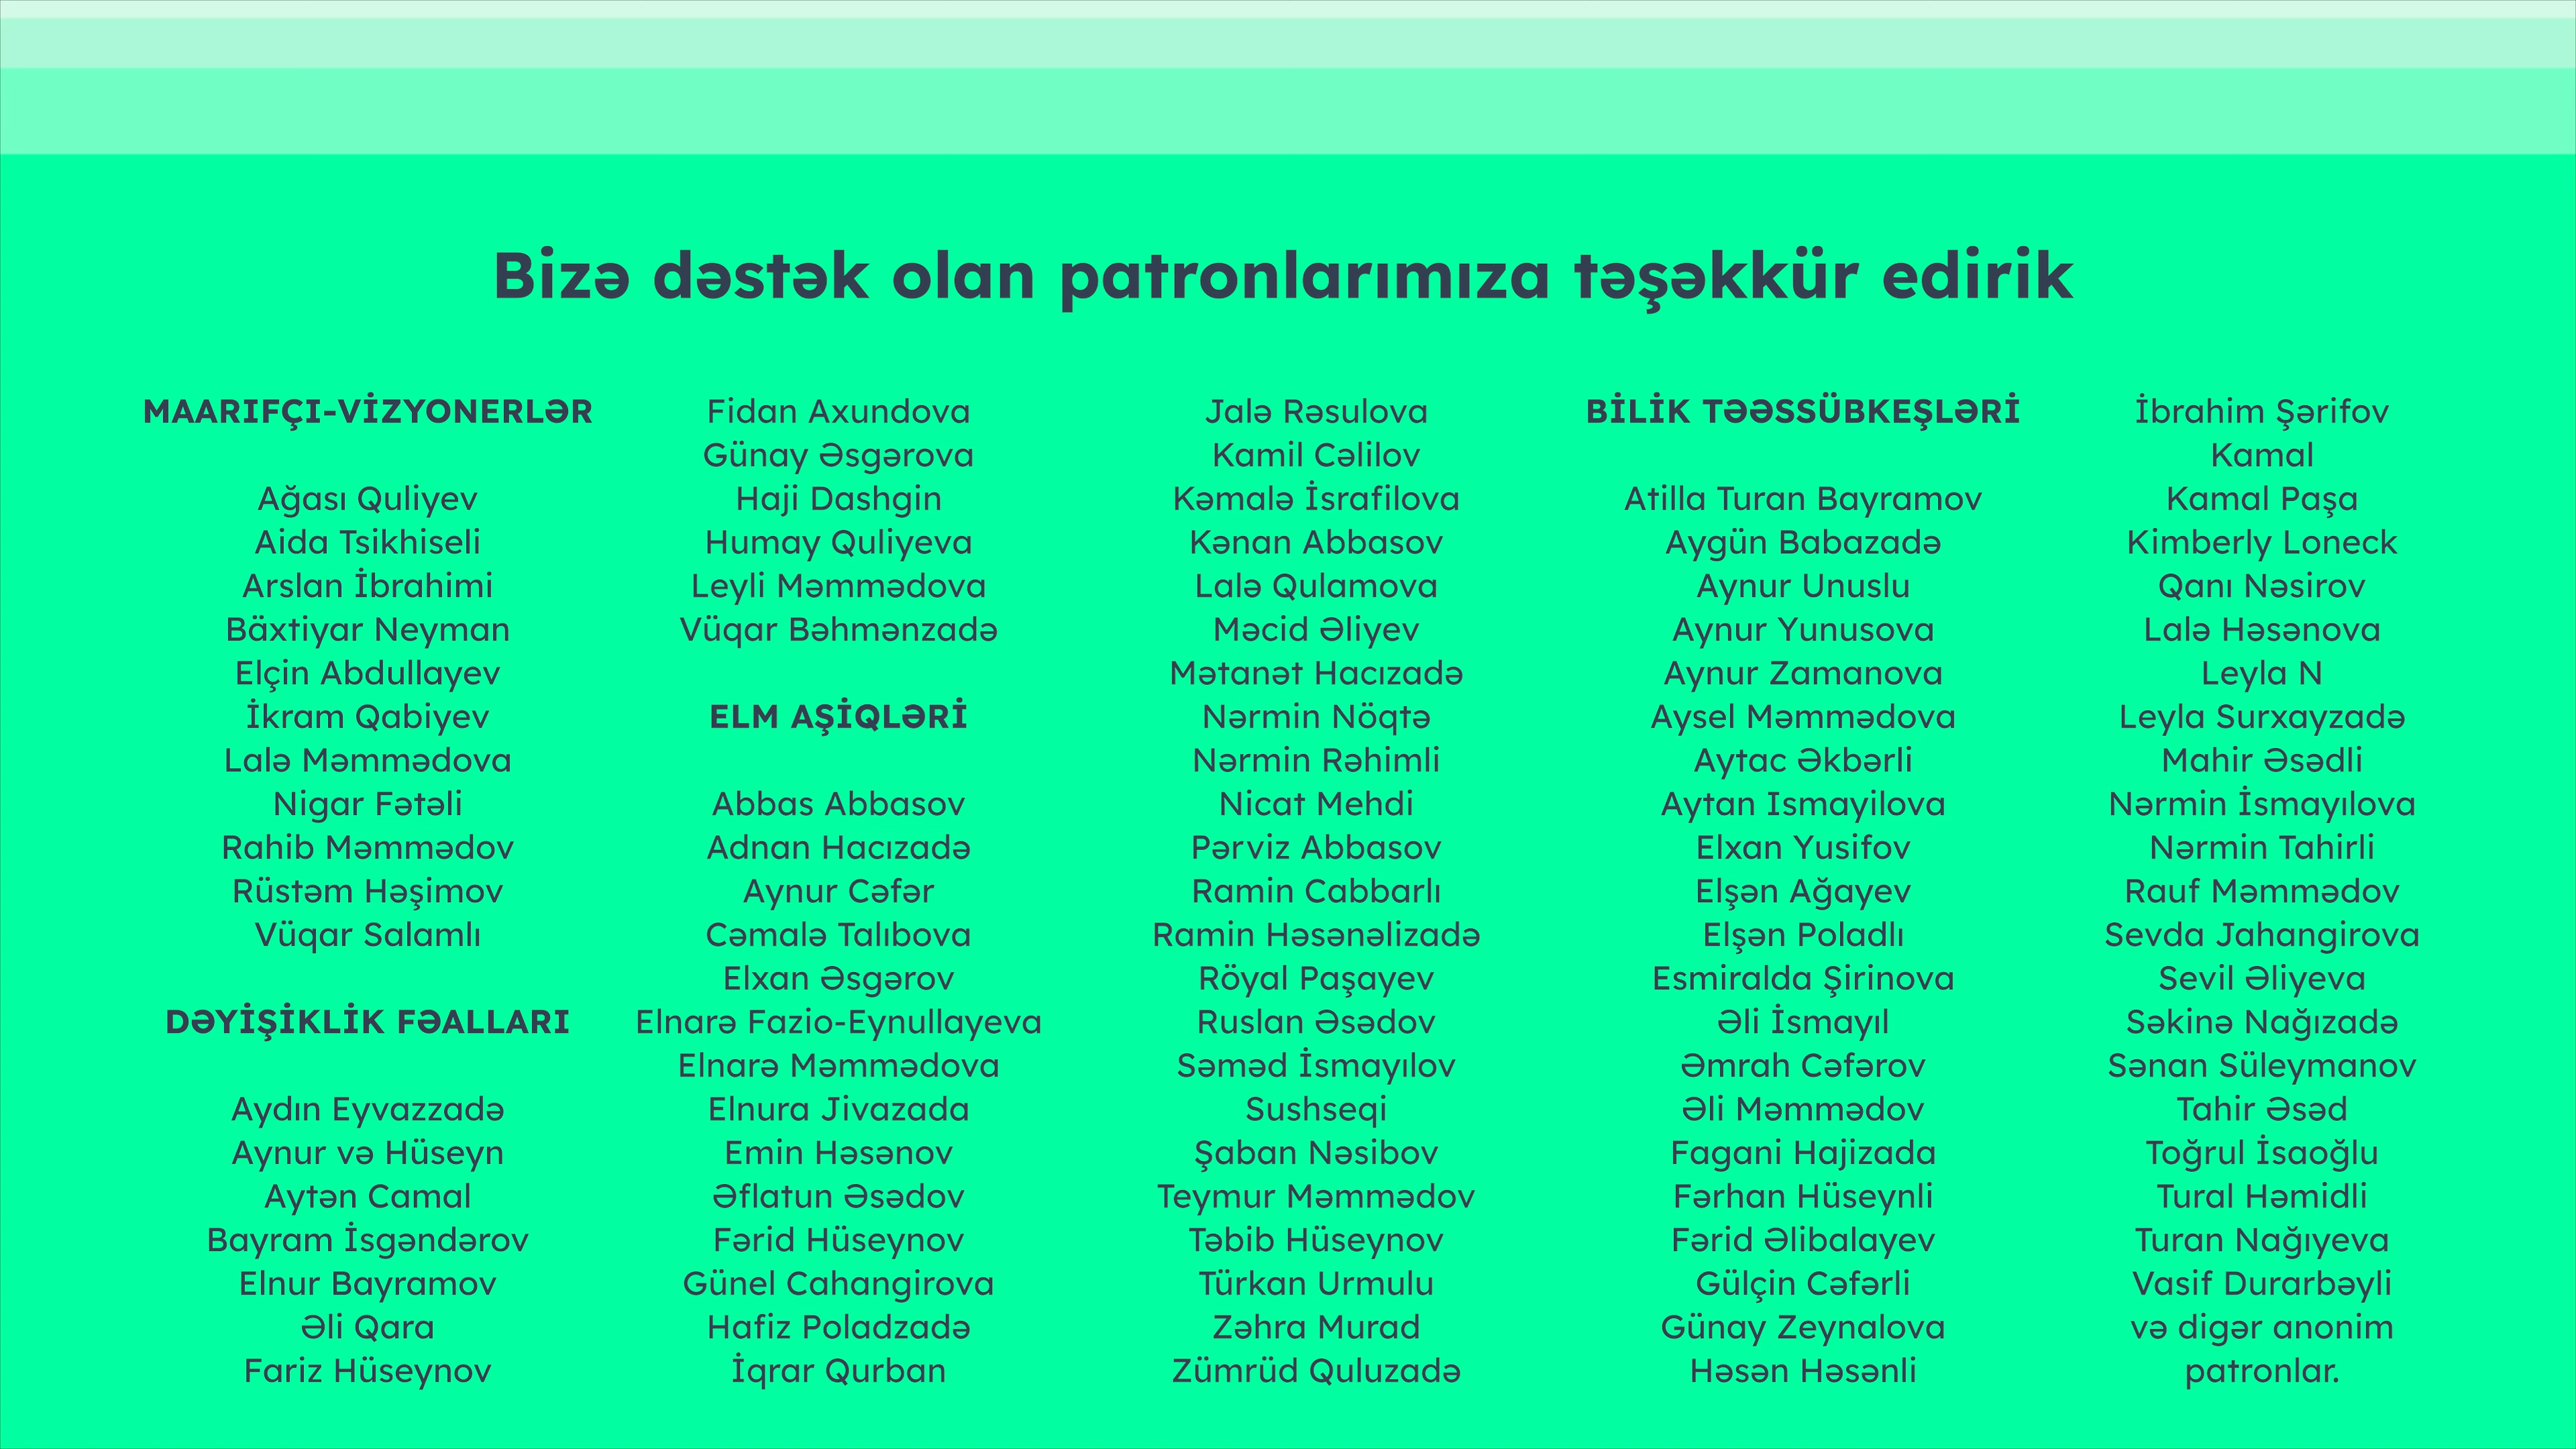 Bizə dəstək olan patronlarımıza təşəkkür edirik
MAARIFÇI-VİZYONERLƏR
Ağası Quliyev
Aida Tsikhiseli
Arslan İbrahimi
Bäxtiyar Neyman
Elçin Abdullayev
İkram Qabiyev
Lalə Məmmədova
Nigar Fətəli
Rahib Məmmədov
Rüstəm Həşimov
Vüqar Salamlı
DƏYİŞİKLİK FƏALLARI
Aydın Eyvazzadə
Aynur və Hüseyn
Aytən Camal
Bayram İsgəndərov
Elnur Bayramov
Əli Qara
Fariz Hüseynov
Fidan Axundova
Günay Əsgərova
Haji Dashgin
Humay Quliyeva
Leyli Məmmədova
Vüqar Bəhmənzadə
ELM AŞİQLƏRİ
Abbas Abbasov
Adnan Hacızadə
Aynur Cəfər
Cəmalə Talıbova
Elxan Əsgərov
Elnarə Fazio-Eynullayeva
Elnarə Məmmədova
Elnura Jivazada
Emin Həsənov
Əflatun Əsədov
Fərid Hüseynov
Günel Cahangirova
Hafiz Poladzadə
İqrar Qurban
Jalə Rəsulova
Kamil Cəlilov
Kəmalə İsrafilova
Kənan Abbasov
Lalə Qulamova
Məcid Əliyev
Mətanət Hacızadə
Nərmin Nöqtə
Nərmin Rəhimli
Nicat Mehdi
Pərviz Abbasov
Ramin Cabbarlı
Ramin Həsənəlizadə
Röyal Paşayev
Ruslan Əsədov
Səməd İsmayılov
Sushseqi
Şaban Nəsibov
Teymur Məmmədov
Təbib Hüseynov
Türkan Urmulu
Zəhra Murad
Zümrüd Quluzadə
BİLİK TƏƏSSÜBKEŞLƏRİ
Atilla Turan Bayramov
Aygün Babazadə
Aynur Unuslu
Aynur Yunusova
Aynur Zamanova
Aysel Məmmədova
Aytac Əkbərli
Aytan Ismayilova
Elxan Yusifov
Elşən Ağayev
Elşən Poladlı
Esmiralda Şirinova
Əli İsmayıl
Əmrah Cəfərov
Əli Məmmədov
Fagani Hajizada
Fərhan Hüseynli
Fərid Əlibalayev
Gülçin Cəfərli
Günay Zeynalova
Həsən Həsənli
İbrahim Şərifov
Kamal
Kamal Paşa
Kimberly Loneck
Qanı Nəsirov
Lalə Həsənova
Leyla N
Leyla Surxayzadə
Mahir Əsədli
Nərmin İsmayılova
Nərmin Tahirli
Rauf Məmmədov
Sevda Jahangirova
Sevil Əliyeva
Səkinə Nağızadə
Sənan Süleymanov
Tahir Əsəd
Toğrul İsaoğlu
Tural Həmidli
Turan Nağıyeva
Vasif Durarbəyli
və digər anonim
patronlar.